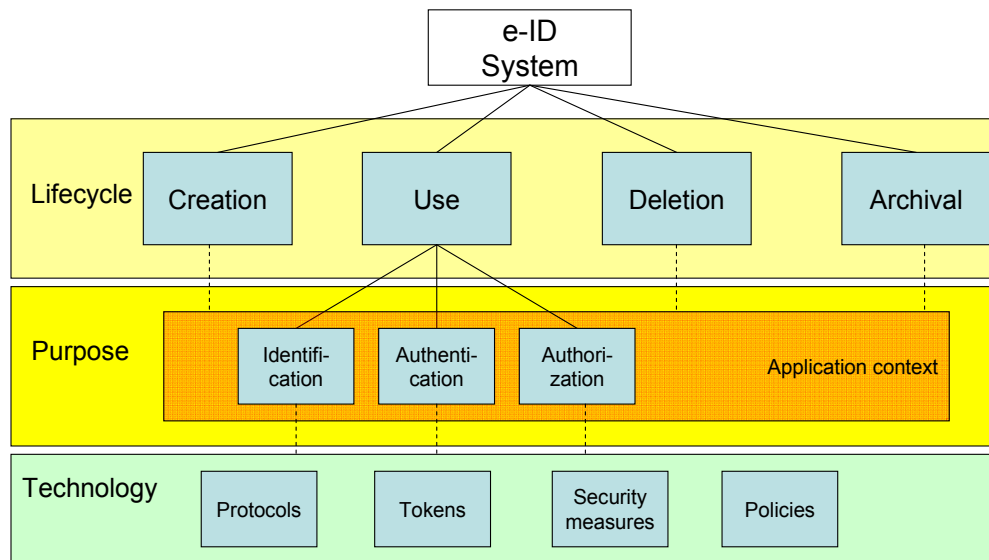 e-ID
System
Lifecycle
Creation
Use
Deletion
Archival
Purpose
Identifi-
cation
Authenti-
cation
Authori-
zation
Application context
Technology
Protocols
Tokens
Security
measures
Policies